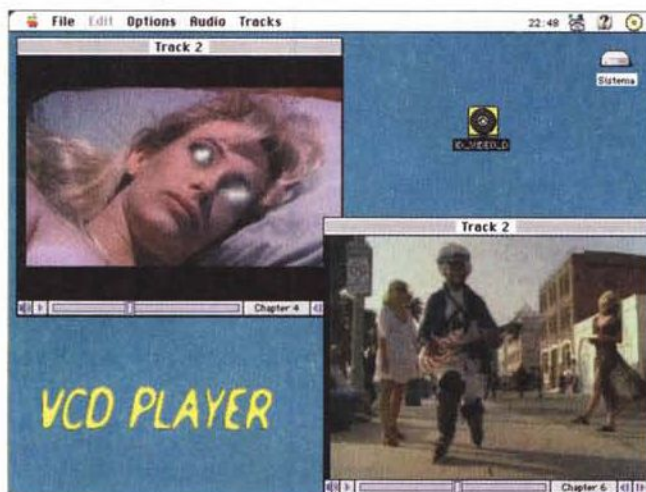 File Edit Options Audio Tracks 22:48
Track 2
Sistema
Track 2
Chapter 4
VCD PLAYER
Chapter 6